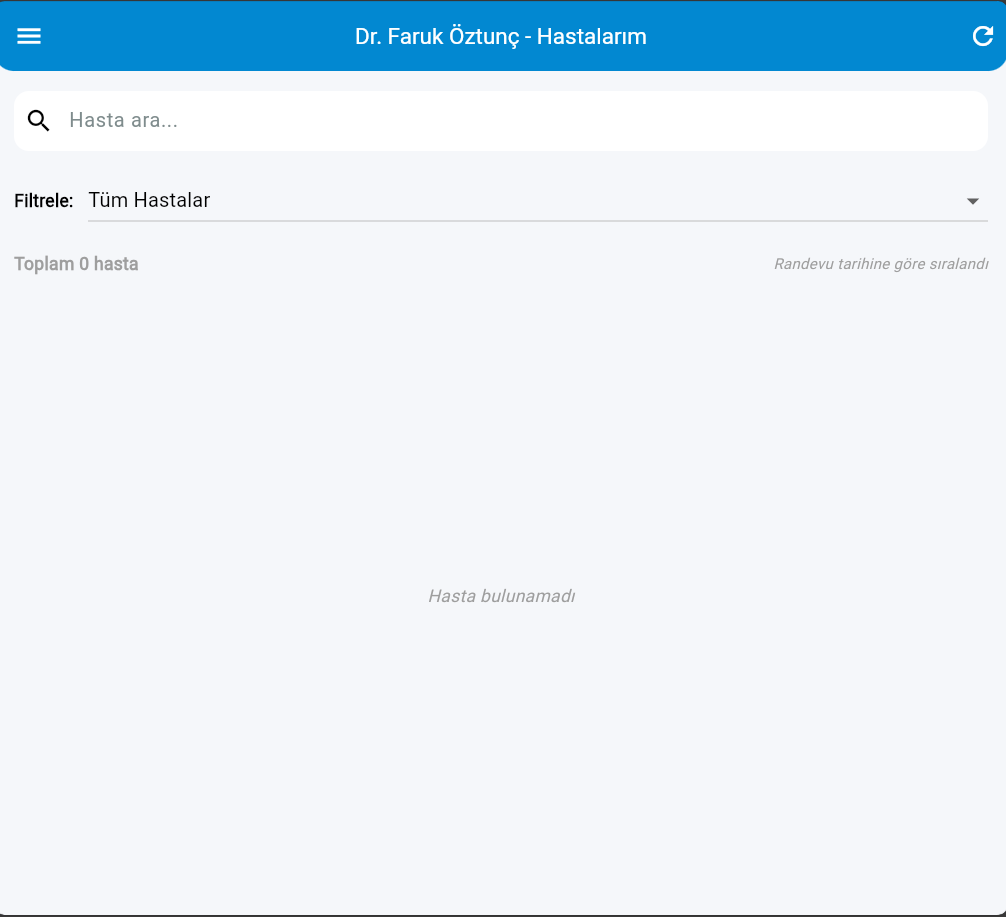 Dr. Faruk Öztunç - Hastalarım
Hasta ara...
Filtrele: Tüm Hastalar
Toplam 0 hasta Randevu tarihine göre sıralandı
Hasta bulunamadı